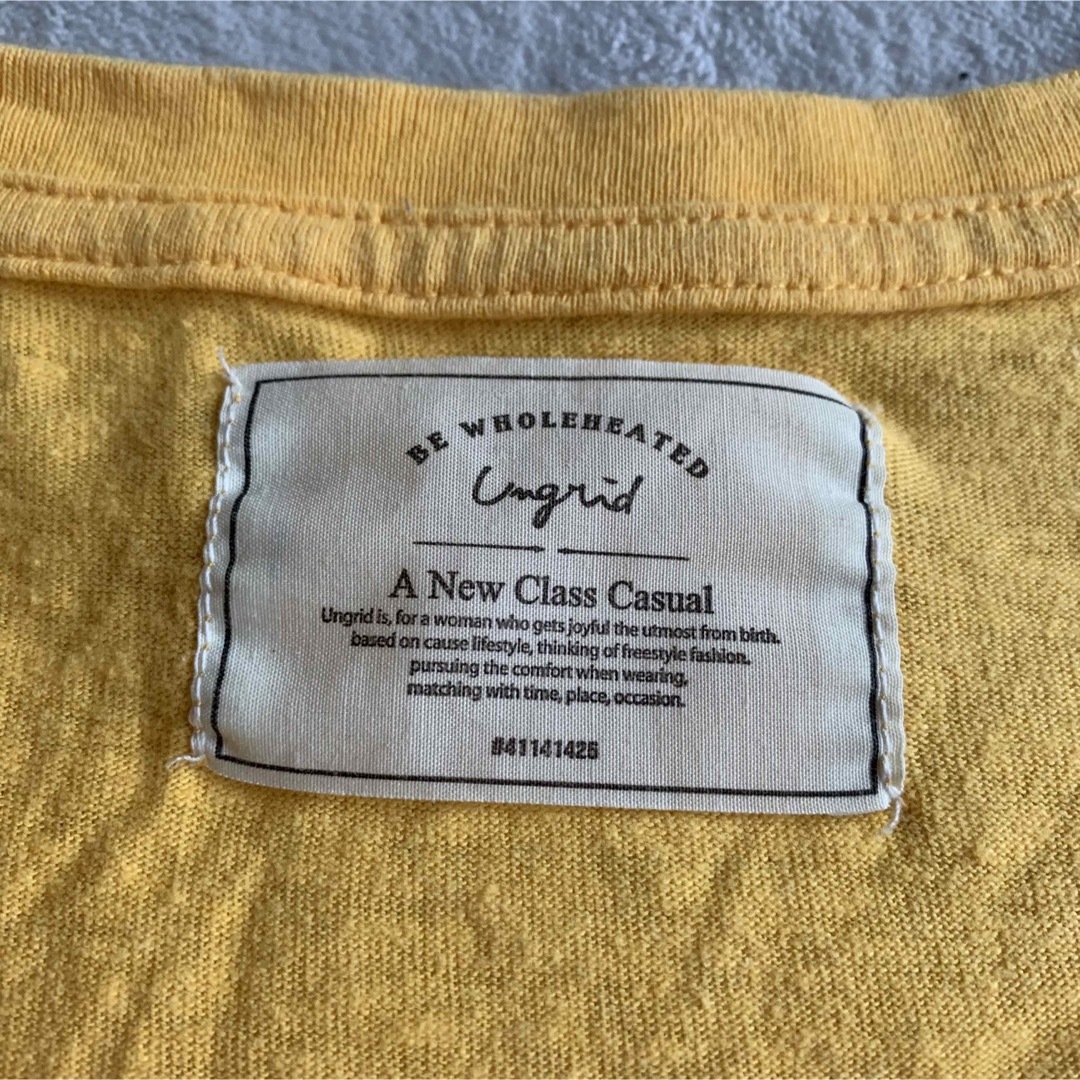 BE WHOLEHEATED
Ungrid
A New Class Casual
Ungrid is, for a woman who gets joyful the utmost from birth.
based on cause lifestyle, thinking of freestyle fashion.
pursuing the comfort when wearing,
matching with time, place, occasion.
#41141425